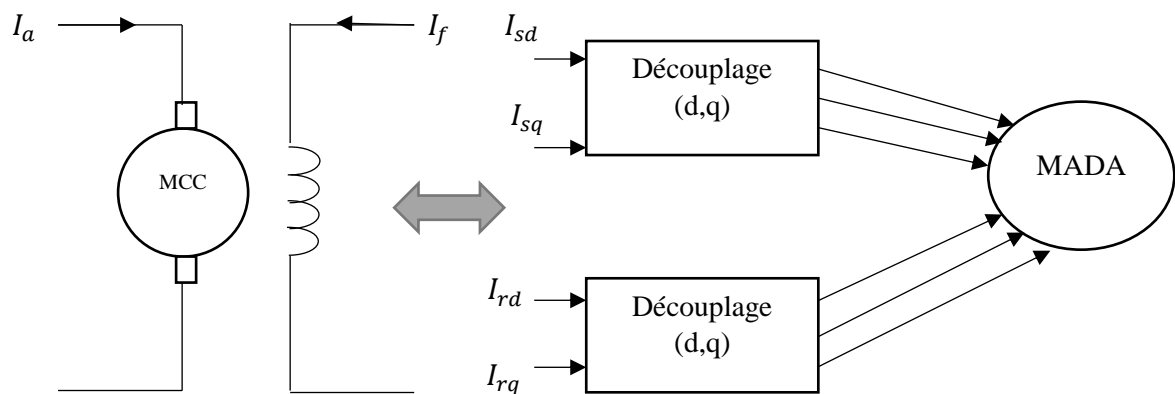 I_a
I_f
MCC
I_sd
I_sq
Découplage
(d,q)
MADA
I_rd
I_rq
Découplage
(d,q)